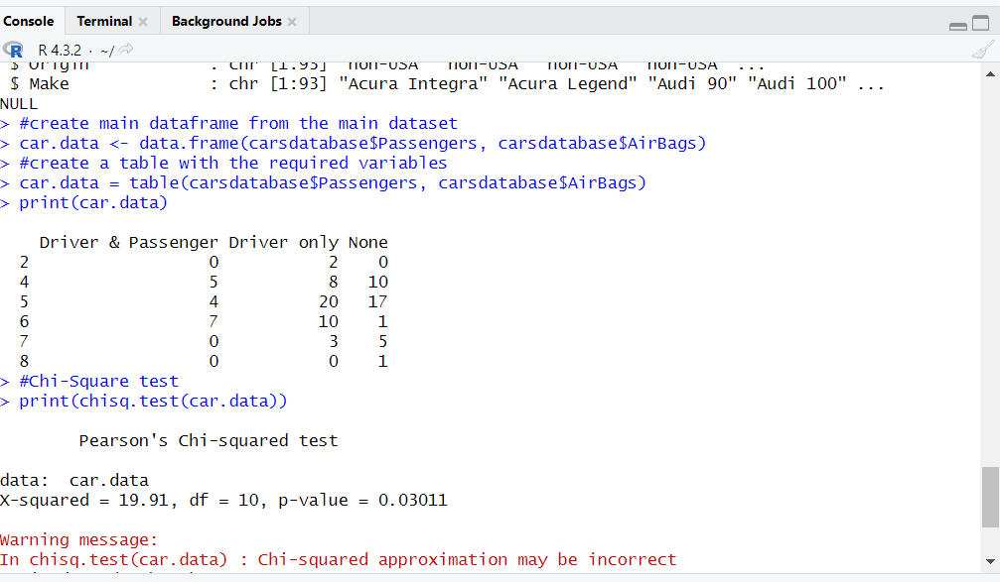 Console Terminal Background Jobs
R 4.3.2 · ~/
$ Origin : chr [1:93] "non-USA" "non-USA" "non-USA" "non-USA" ...
$ Make : chr [1:93] "Acura Integra" "Acura Legend" "Audi 90" "Audi 100" ...
NULL
> #create main dataframe from the main dataset
> car.data <- data.frame(carsdatabase$Passengers, carsdatabase$AirBags)
> #create a table with the required variables
> car.data = table(carsdatabase$Passengers, carsdatabase$AirBags)
> print(car.data)
Driver & Passenger Driver only None
2 0 2 0
4 5 8 10
5 4 20 17
6 7 10 1
7 0 3 5
8 0 0 1
> #Chi-Square test
> print(chisq.test(car.data))
Pearson's Chi-squared test
data: car.data
X-squared = 19.91, df = 10, p-value = 0.03011
Warning message:
In chisq.test(car.data) : Chi-squared approximation may be incorrect